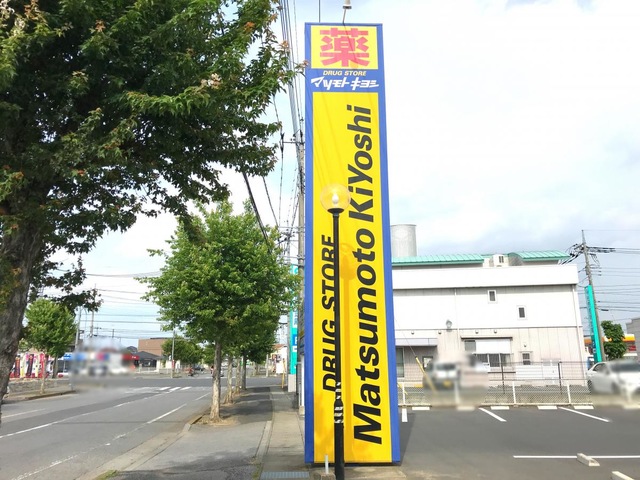 薬
DRUG STORE
マツモトキヨシ
DRUG STORE
Matsumoto KiYoshi